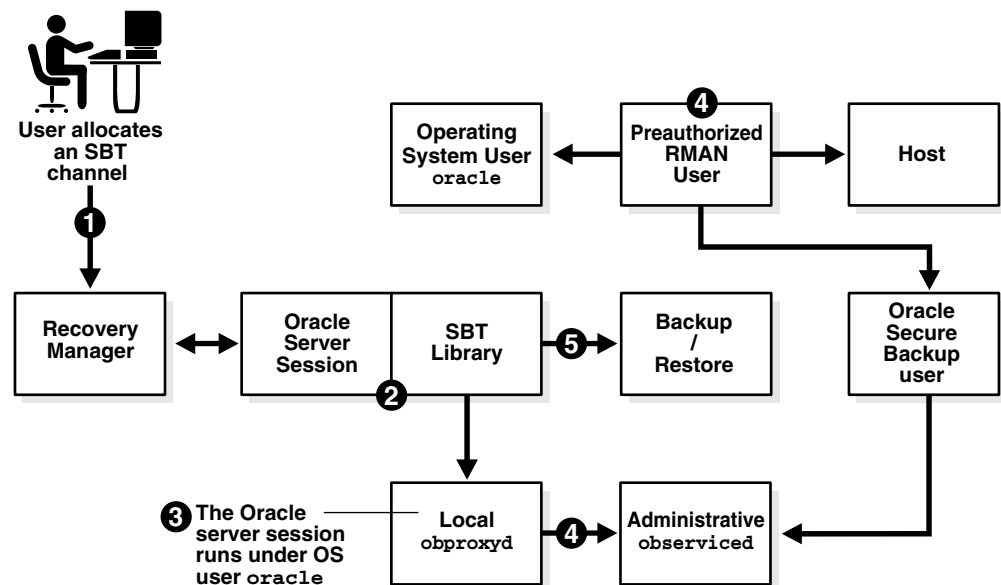 User allocates
an SBT
channel
1
4
Operating
System User
oracle
Preauthorized
RMAN
User
Host
Recovery
Manager
Oracle
Server
Session
SBT
Library
2
5
Backup
/
Restore
Oracle
Secure
Backup
user
3 The Oracle
server session
runs under OS
user oracle
Local
obproxyd
4
Administrative
observiced